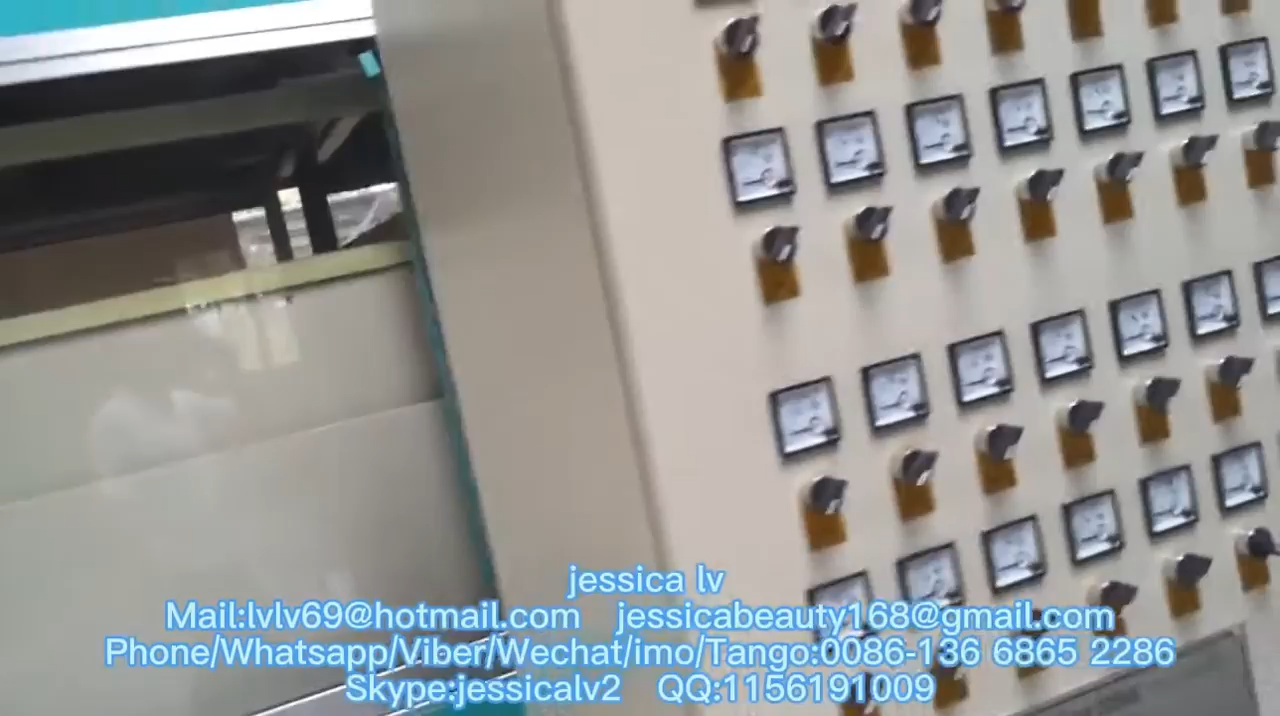 jessica lv
Mail:lvlv69@hotmail.com jessicabeauty168@gmail.com
Phone/Whatsapp/Viber/Wechat/imo/Tango:0086-136 6865 2286
Skype:jessicalv2 QQ:1156191009